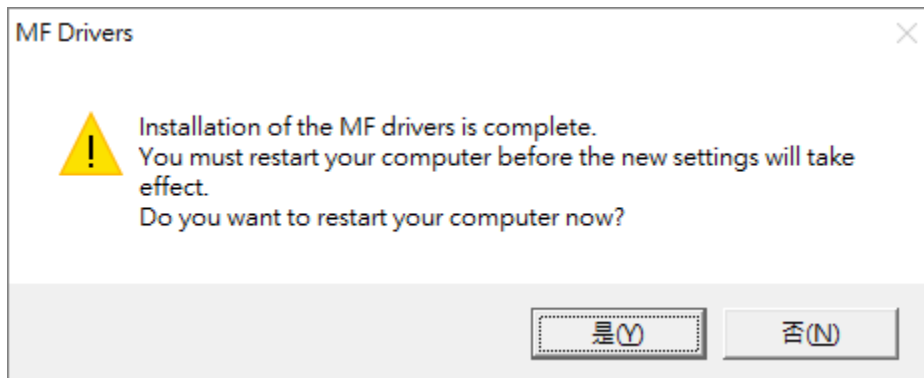 MF Drivers
Installation of the MF drivers is complete.
You must restart your computer before the new settings will take
effect.
Do you want to restart your computer now?
是(Y)
否(N)